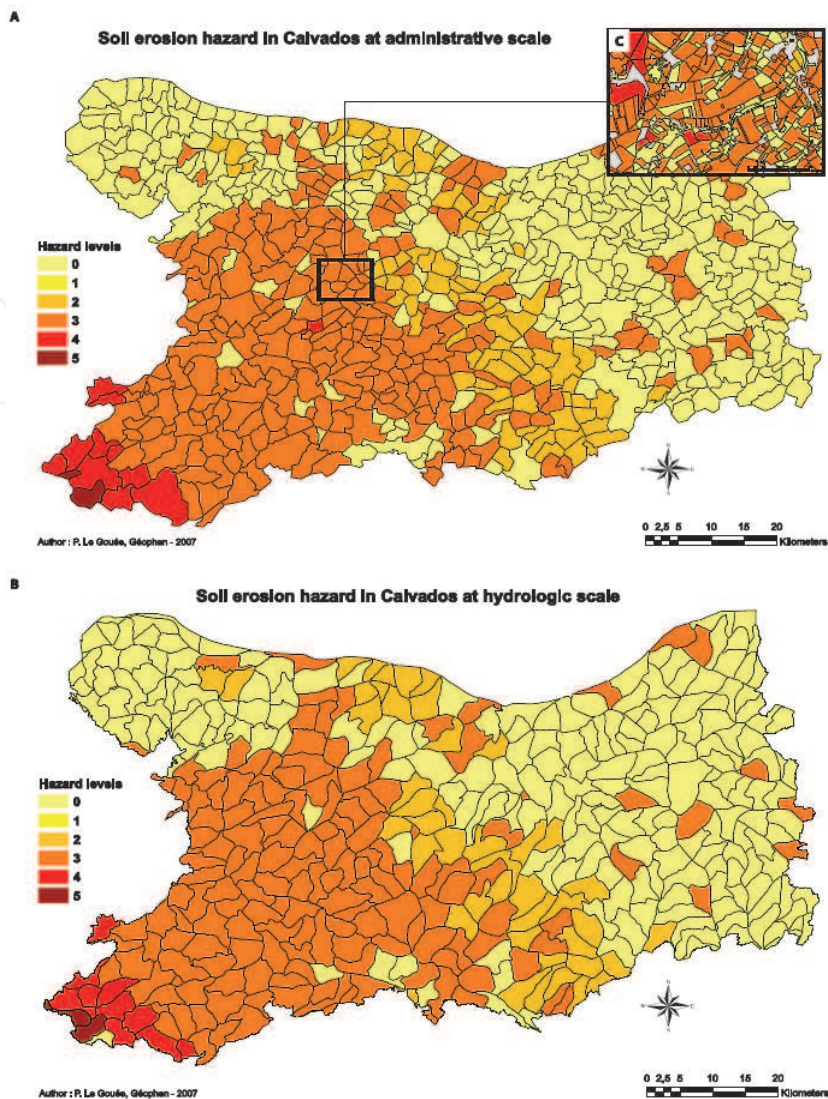 A
Soil erosion hazard in Calvados at administrative scale
C
Hazard levels
0
1
2
3
4
5
N
0 2,5 5 10 15 20
Kilometers
Author : P. Le Gouée, Géophen - 2007
B
Soil erosion hazard in Calvados at hydrologic scale
Hazard levels
0
1
2
3
4
5
N
0 2,5 5 10 15 20
Kilometers
Author : P. Le Gouée, Géophen - 2007